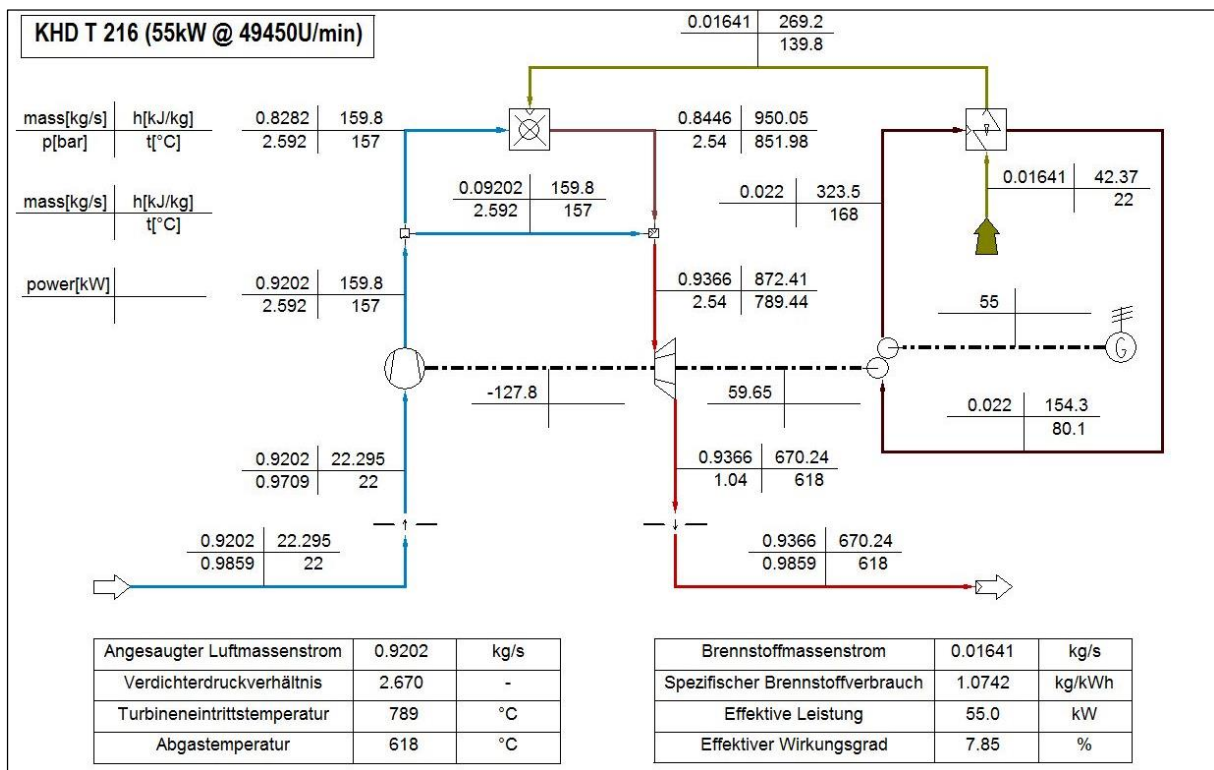 KHD T 216 (55kW @ 49450U/min)
0.01641 269.2
139.8
mass[kg/s] h[kJ/kg]
p[bar] t[°C]
0.8282 159.8
2.592 157
0.8446 950.05
2.54 851.98
0.01641 42.37
22
0.09202 159.8
2.592 157
0.022 323.5
168
mass[kg/s] h[kJ/kg]
t[°C]
power[kW]
0.9202 159.8
2.592 157
0.9366 872.41
2.54 789.44
55
G
-127.8
59.65
0.022 154.3
80.1
0.9202 22.295
0.9709 22
0.9366 670.24
1.04 618
0.9202 22.295
0.9859 22
0.9366 670.24
0.9859 618
Angesaugter Luftmassenstrom 0.9202 kg/s
Verdichterdruckverhältnis 2.670 -
Turbineneintrittstemperatur 789 °C
Abgastemperatur 618 °C
Brennstoffmassenstrom 0.01641 kg/s
Spezifischer Brennstoffverbrauch 1.0742 kg/kWh
Effektive Leistung 55.0 kW
Effektiver Wirkungsgrad 7.85 %